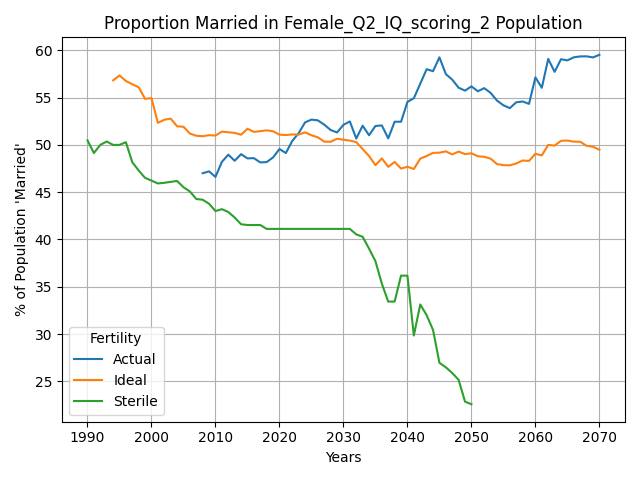 Proportion Married in Female_Q2_IQ_scoring_2 Population
% of Population 'Married'
60
55
50
45
40
35
30
25
Fertility
Actual
Ideal
Sterile
1990 2000 2010 2020 2030 2040 2050 2060 2070
Years